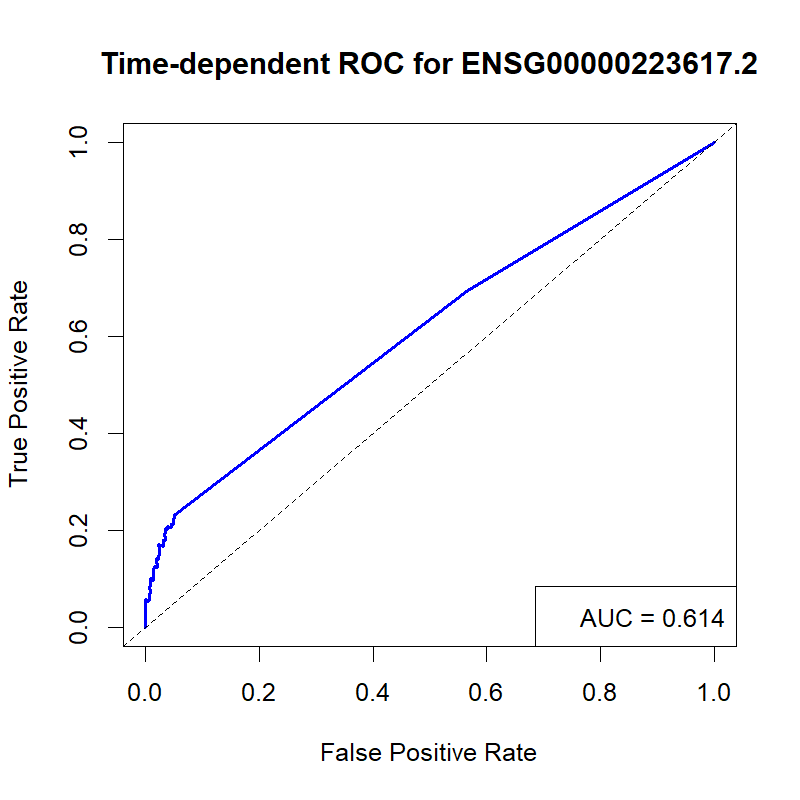 Time-dependent ROC for ENSG00000223617.2
True Positive Rate
1.0
0.8
0.6
0.4
0.2
0.0
AUC = 0.614
0.0 0.2 0.4 0.6 0.8 1.0
False Positive Rate